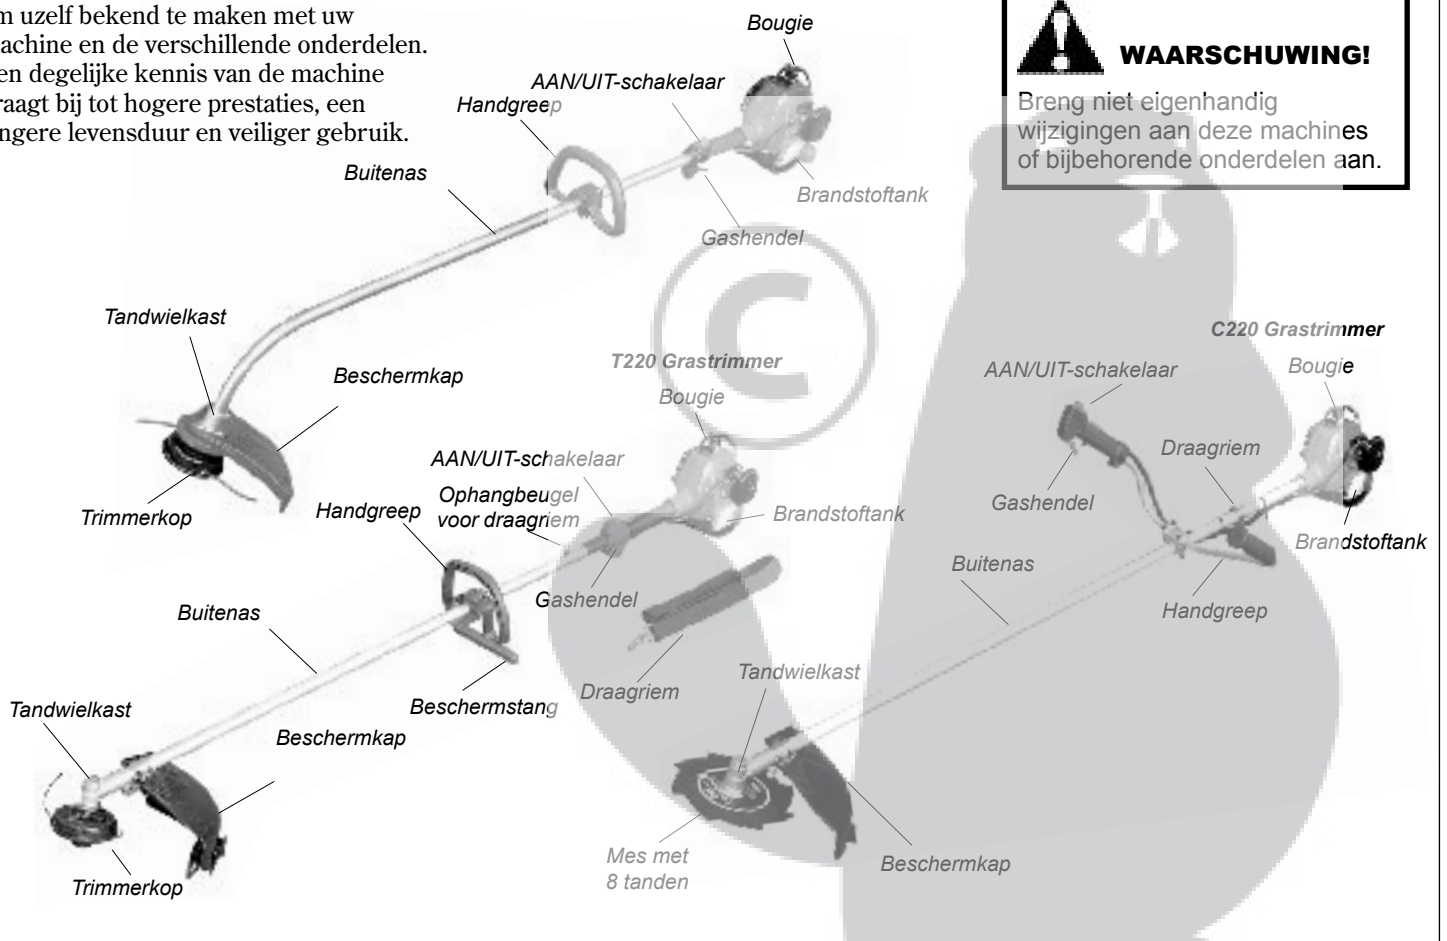 m uzelf bekend te maken met uw
achine en de verschillende onderdelen.
en degelijke kennis van de machine
raagt bij tot hogere prestaties, een
ngere levensduur en veiliger gebruik.
WAARSCHUWING!
Breng niet eigenhandig
wijzigingen aan deze machines
of bijbehorende onderdelen aan.
Bougie
AAN/UIT-schakelaar
Handgreep
Buitenas
Brandstoftank
Gashendel
Tandwielkast
Beschermkap
Trimmerkop
T220 Grastrimmer
Bougie
AAN/UIT-schakelaar
Ophangbeugel
voor draagriem
Handgreep
Brandstoftank
Gashendel
Buitenas
Draagriem
Beschermstang
Tandwielkast
Beschermkap
Trimmerkop
C220 Grastrimmer
Bougie
AAN/UIT-schakelaar
Draagriem
Gashendel
Brandstoftank
Buitenas
Handgreep
Tandwielkast
Mes met
8 tanden
Beschermkap
©